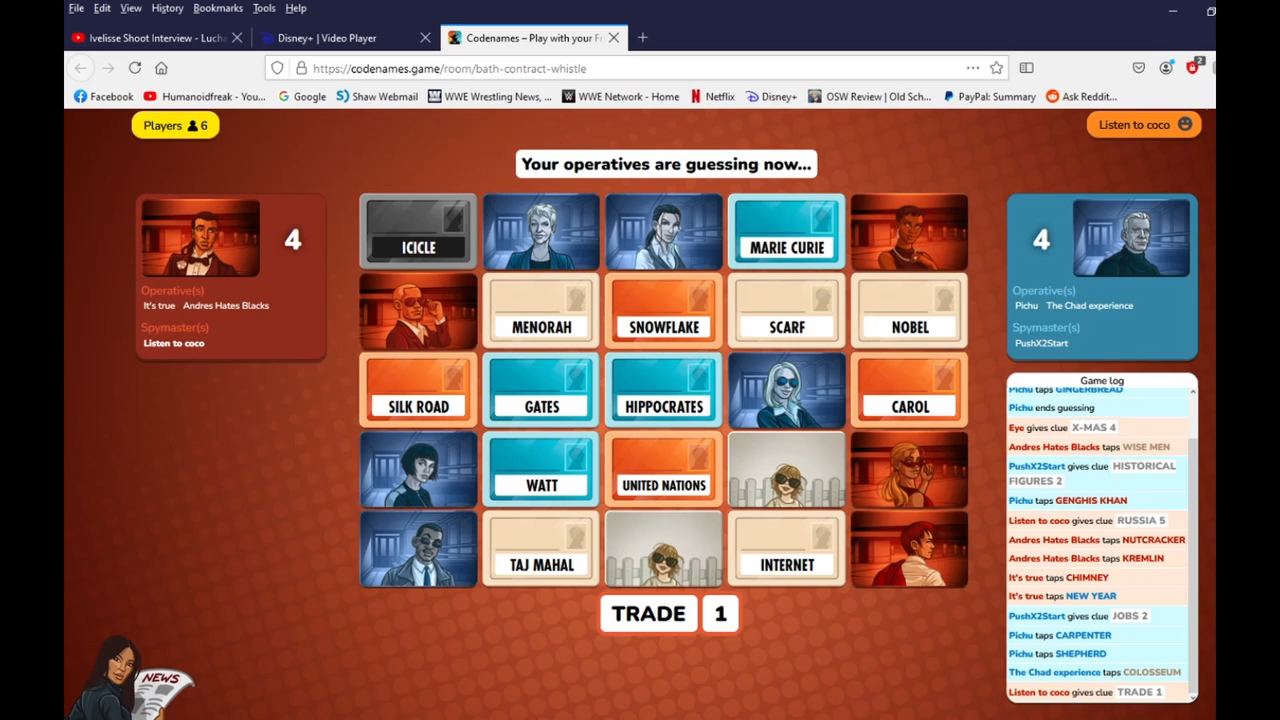 File Edit View History Bookmarks Tools Help
Ivelisse Shoot Interview - Lucha
Disney+ | Video Player
Codenames – Play with your Fr
https://codenames.game/room/bath-contract-whistle
2
Facebook
Humanoidfreak - You...
Google
Shaw Webmail
WWE Wrestling News, ...
WWE Network - Home
Netflix
Disney+
OSW Review | Old Sch...
PayPal: Summary
Ask Reddit...
Players 6
Listen to coco
Your operatives are guessing now...
4
Operative(s)
It's true Andres Hates Blacks
Spymaster(s)
Listen to coco
ICICLE
MARIE CURIE
MENORAH
SNOWFLAKE
SCARF
NOBEL
SILK ROAD
GATES
HIPPOCRATES
CAROL
WATT
UNITED NATIONS
TAJ MAHAL
INTERNET
TRADE 1
NEWS
4
Operative(s)
Pichu The Chad experience
Spymaster(s)
PushX2Start
Game log
Pichu taps GINGERBREAD
Pichu ends guessing
Eye gives clue X-MAS 4
Andres Hates Blacks taps WISE MEN
PushX2Start gives clue HISTORICAL
FIGURES 2
Pichu taps GENGHIS KHAN
Listen to coco gives clue RUSSIA 5
Andres Hates Blacks taps NUTCRACKER
Andres Hates Blacks taps KREMLIN
It's true taps CHIMNEY
It's true taps NEW YEAR
PushX2Start gives clue JOBS 2
Pichu taps CARPENTER
Pichu taps SHEPHERD
The Chad experience taps COLOSSEUM
Listen to coco gives clue TRADE 1